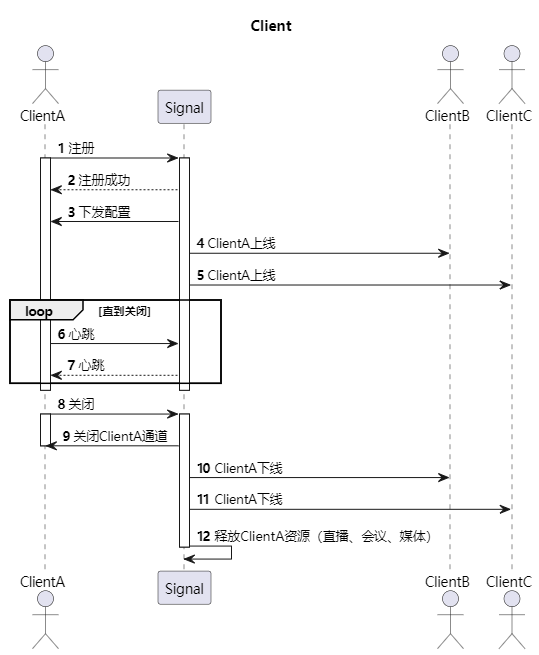 Client
ClientA
Signal
ClientB
ClientC
1 注册
2 注册成功
3 下发配置
4 ClientA上线
5 ClientA上线
loop [直到关闭]
6 心跳
7 心跳
8 关闭
9 关闭ClientA通道
10 ClientA下线
11 ClientA下线
12 释放ClientA资源（直播、会议、媒体）
ClientA
Signal
ClientB
ClientC